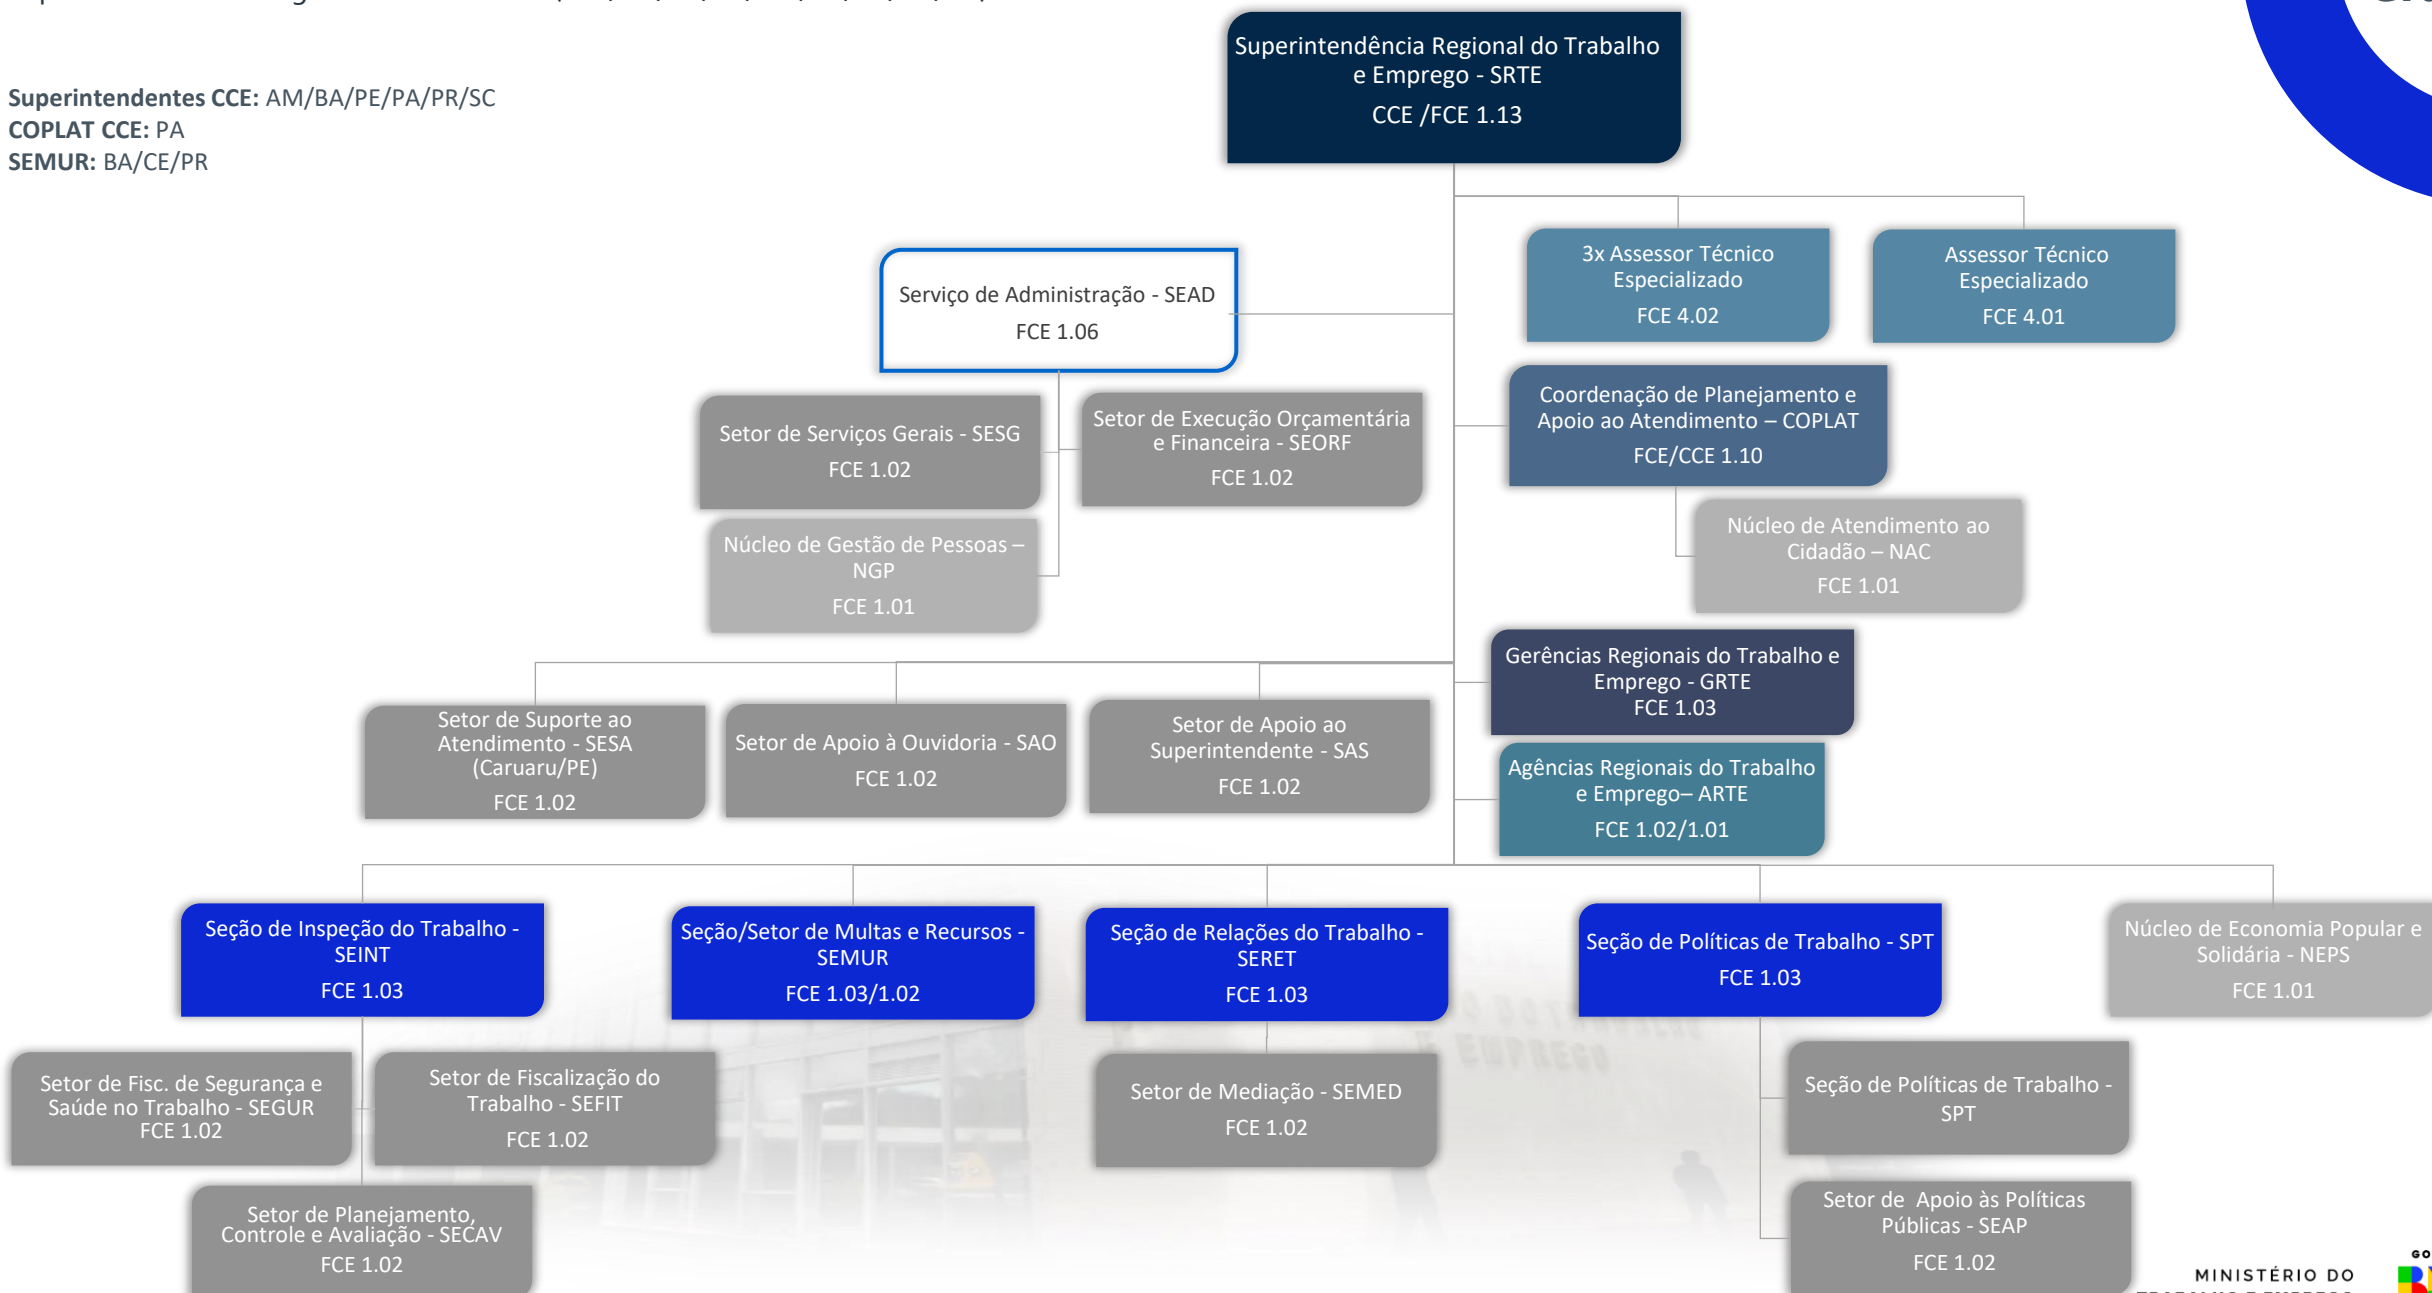 Superintendentes CCE: AM/BA/PE/PA/PR/SC
COPLAT CCE: PA
SEMUR: BA/CE/PR
Superintendência Regional do Trabalho
e Emprego - SRTE
CCE /FCE 1.13
3x Assessor Técnico
Especializado
FCE 4.02
Assessor Técnico
Especializado
FCE 4.01
Serviço de Administração - SEAD
FCE 1.06
Setor de Serviços Gerais - SESG
FCE 1.02
Setor de Execução Orçamentária
e Financeira - SEORF
FCE 1.02
Coordenação de Planejamento e
Apoio ao Atendimento – COPLAT
FCE/CCE 1.10
Núcleo de Gestão de Pessoas –
NGP
FCE 1.01
Núcleo de Atendimento ao
Cidadão – NAC
FCE 1.01
Gerências Regionais do Trabalho e
Emprego - GRTE
FCE 1.03
Setor de Suporte ao
Atendimento - SESA
(Caruaru/PE)
FCE 1.02
Setor de Apoio à Ouvidoria - SAO
FCE 1.02
Setor de Apoio ao
Superintendente - SAS
FCE 1.02
Agências Regionais do Trabalho
e Emprego– ARTE
FCE 1.02/1.01
Seção de Inspeção do Trabalho -
SEINT
FCE 1.03
Seção/Setor de Multas e Recursos -
SEMUR
FCE 1.03/1.02
Seção de Relações do Trabalho -
SERET
FCE 1.03
Seção de Políticas de Trabalho - SPT
FCE 1.03
Núcleo de Economia Popular e
Solidária - NEPS
FCE 1.01
Setor de Fisc. de Segurança e
Saúde no Trabalho - SEGUR
FCE 1.02
Setor de Fiscalização do
Trabalho - SEFIT
FCE 1.02
Setor de Mediação - SEMED
FCE 1.02
Seção de Políticas de Trabalho -
SPT
Setor de Planejamento,
Controle e Avaliação - SECAV
FCE 1.02
Setor de  Apoio às Políticas
Públicas - SEAP
FCE 1.02
E EMPREGO
MINISTÉRIO DO